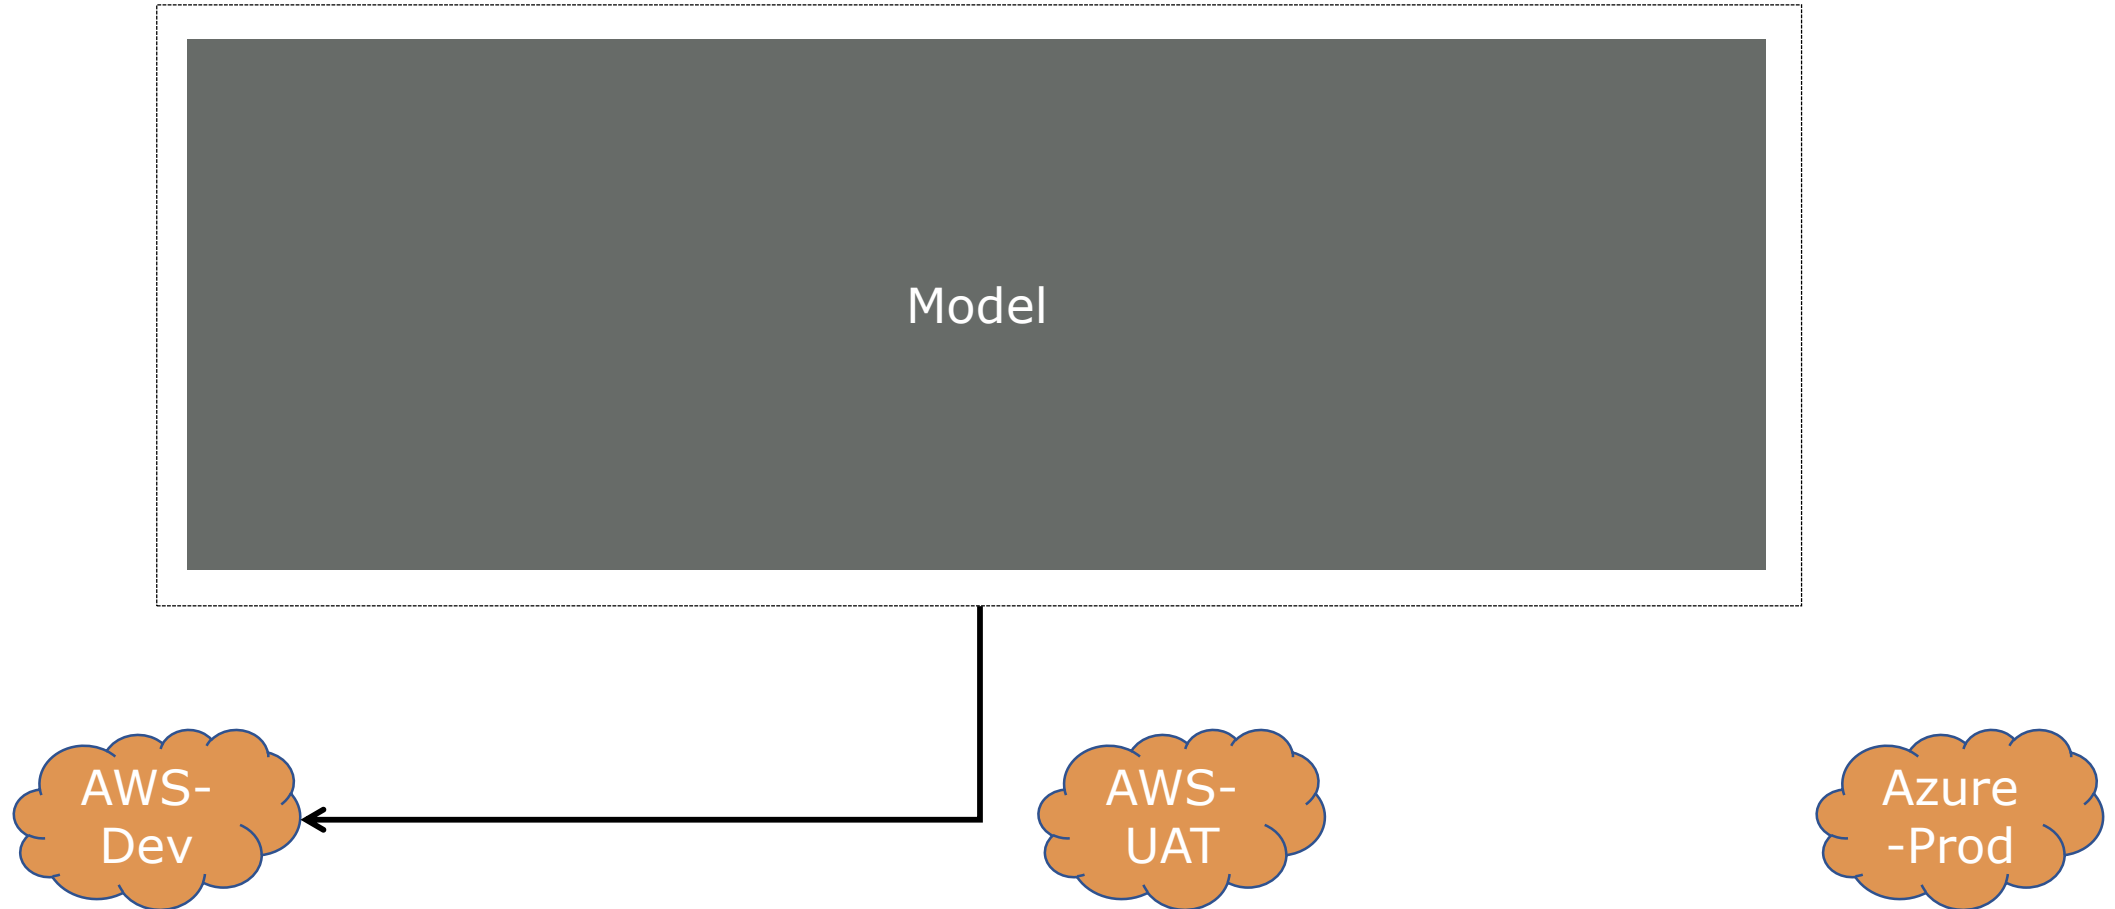 Model
AWS-
Dev
AWS-
UAT
Azure
-Prod